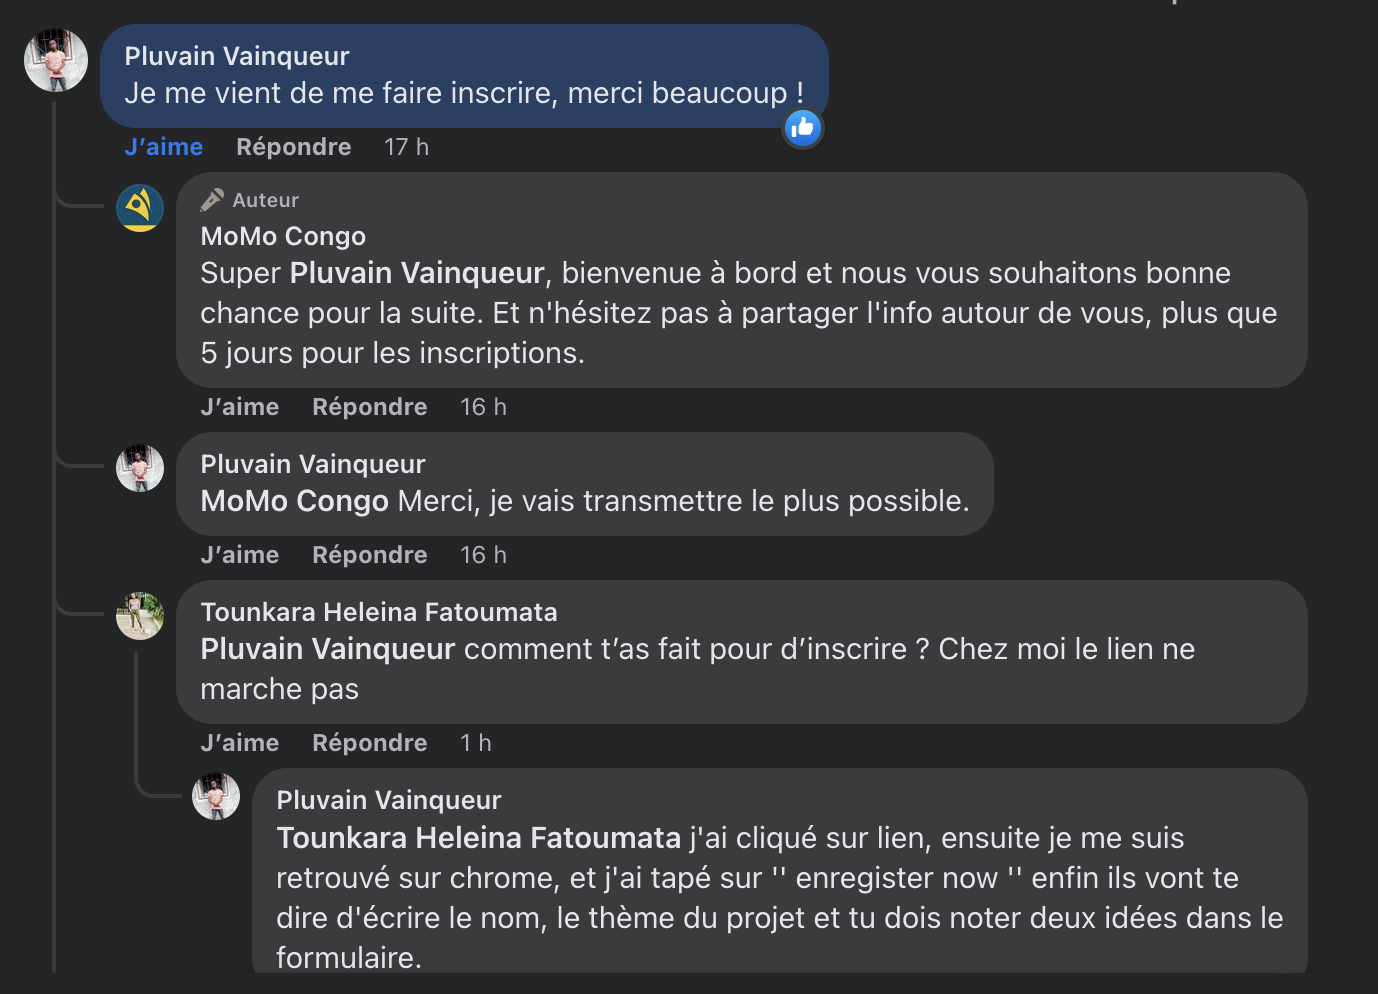 Pluvain Vainqueur
Je me vient de me faire inscrire, merci beaucoup !
J’aime Répondre 17 h
Auteur
MoMo Congo
Super Pluvain Vainqueur, bienvenue à bord et nous vous souhaitons bonne
chance pour la suite. Et n'hésitez pas à partager l'info autour de vous, plus que
5 jours pour les inscriptions.
J’aime Répondre 16 h
Pluvain Vainqueur
MoMo Congo Merci, je vais transmettre le plus possible.
J’aime Répondre 16 h
Tounkara Heleina Fatoumata
Pluvain Vainqueur comment t’as fait pour d’inscrire ? Chez moi le lien ne
marche pas
J’aime Répondre 1 h
Pluvain Vainqueur
Tounkara Heleina Fatoumata j'ai cliqué sur lien, ensuite je me suis
retrouvé sur chrome, et j'ai tapé sur '' enregister now '' enfin ils vont te
dire d'écrire le nom, le thème du projet et tu dois noter deux idées dans le
formulaire.